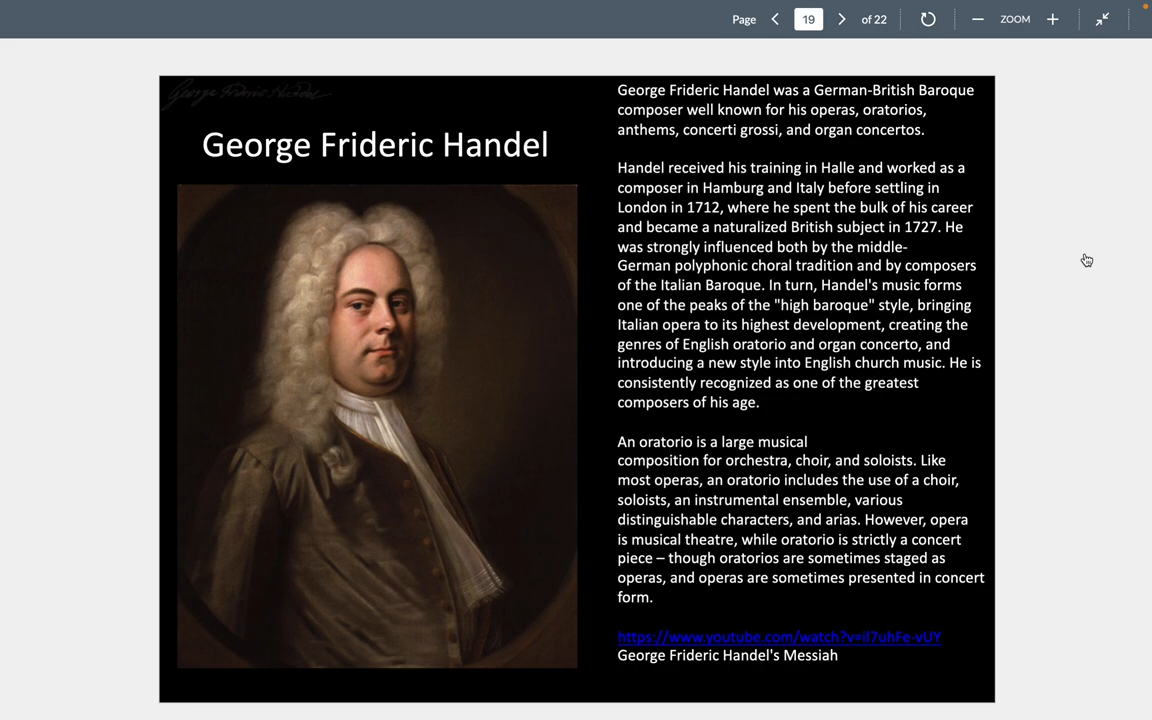 Page 19 of 22 ZOOM
George Frideric Handel
George Frideric Handel
George Frideric Handel was a German-British Baroque
composer well known for his operas, oratorios,
anthems, concerti grossi, and organ concertos.
Handel received his training in Halle and worked as a
composer in Hamburg and Italy before settling in
London in 1712, where he spent the bulk of his career
and became a naturalized British subject in 1727. He
was strongly influenced both by the middle-
German polyphonic choral tradition and by composers
of the Italian Baroque. In turn, Handel's music forms
one of the peaks of the "high baroque" style, bringing
Italian opera to its highest development, creating the
genres of English oratorio and organ concerto, and
introducing a new style into English church music. He is
consistently recognized as one of the greatest
composers of his age.
An oratorio is a large musical
composition for orchestra, choir, and soloists. Like
most operas, an oratorio includes the use of a choir,
soloists, an instrumental ensemble, various
distinguishable characters, and arias. However, opera
is musical theatre, while oratorio is strictly a concert
piece – though oratorios are sometimes staged as
operas, and operas are sometimes presented in concert
form.
https://www.youtube.com/watch?v=iI7uhFe-vUY
George Frideric Handel's Messiah